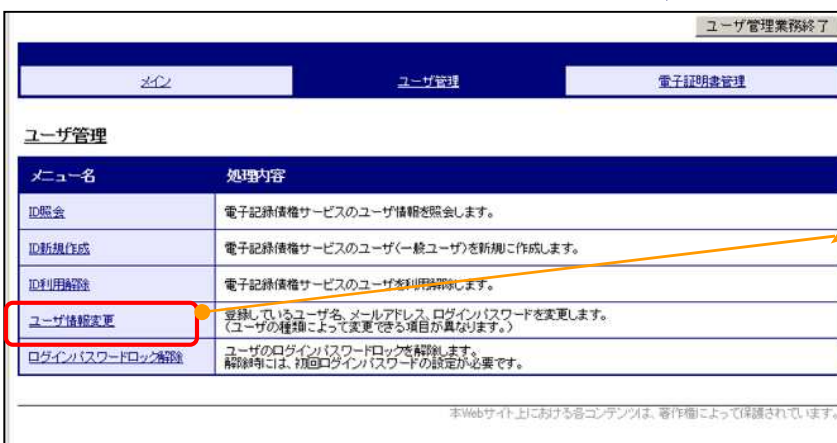 ユーザ管理業務終了
メイン
ユーザ管理
電子証明書管理
ユーザ管理
メニュー名
処理内容
ID照会
電子記録債権サービスのユーザ情報を照会します。
ID新規作成
電子記録債権サービスのユーザ(一般ユーザ)を新規に作成します。
ID利用解除
電子記録債権サービスのユーザを利用解除します。
ユーザ情報変更
登録しているユーザ名、メールアドレス、ログインパスワードを変更します。
(ユーザの種類によって変更できる項目が異なります。)
ログインパスワードロック解除
ユーザのログインパスワードロックを解除します。
解除時には、初回ログインパスワードの設定が必要です。
本Webサイト上における各コンテンツは、著作権によって保護されています。